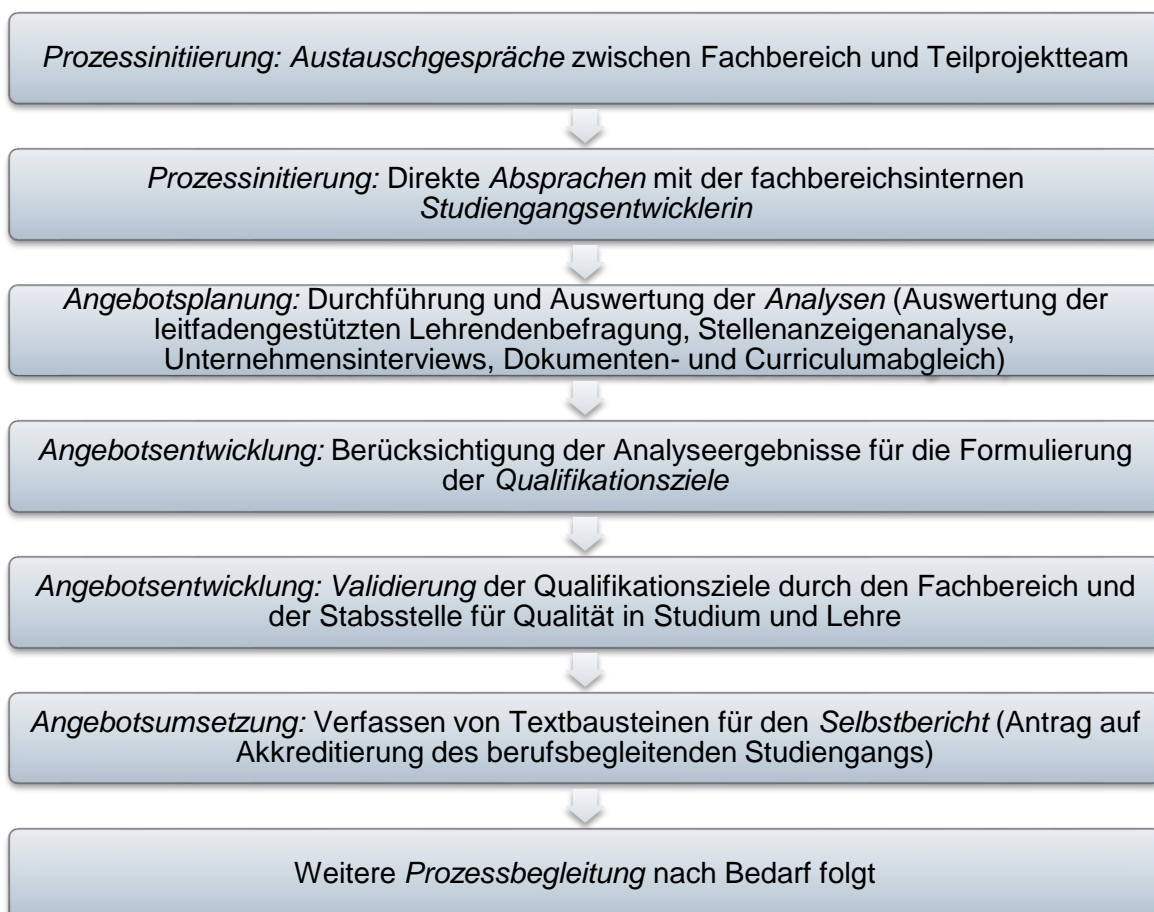 Prozessinitiierung: Austauschgespräche zwischen Fachbereich und Teilprojektteam
Prozessinitierung: Direkte Absprachen mit der fachbereichsinternen
Studiengangsentwicklerin
Angebotsplanung: Durchführung und Auswertung der Analysen (Auswertung der
leitfadengestützten Lehrendenbefragung, Stellenanzeigenanalyse,
Unternehmensinterviews, Dokumenten- und Curriculumabgleich)
Angebotsentwicklung: Berücksichtigung der Analyseergebnisse für die Formulierung
der Qualifikationsziele
Angebotsentwicklung: Validierung der Qualifikationsziele durch den Fachbereich und
der Stabsstelle für Qualität in Studium und Lehre
Angebotsumsetzung: Verfassen von Textbausteinen für den Selbstbericht (Antrag auf
Akkreditierung des berufsbegleitenden Studiengangs)
Weitere Prozessbegleitung nach Bedarf folgt